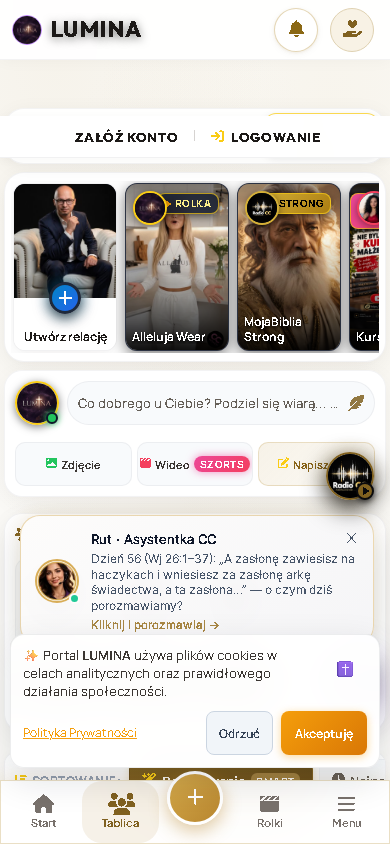 LUMINA
ZAŁÓŻ KONTO
LOGOWANIE
ROLKA
STRONG
Utwórz relację
Alleluja Wear
MojaBiblia
Strong
Co dobrego u Ciebie? Podziel się wiarą... ...
Zdjęcie
Wideo SZORTS
Napisz
Rut · Asystentka CC
Dzień 56 (Wj 26:1–37): „A zasłonę zawiesisz na
haczykach i wniesiesz za zasłonę arkę
świadectwa, a ta zasłona...” — o czym dziś
porozmawiamy?
Kliknij i porozmawiaj →
Portal LUMINA używa plików cookies w
celach analitycznych oraz prawidłowego
działania społeczności.
Polityka Prywatności
Odrzuć
Akceptuję
Start
Tablica
Rolki
Menu